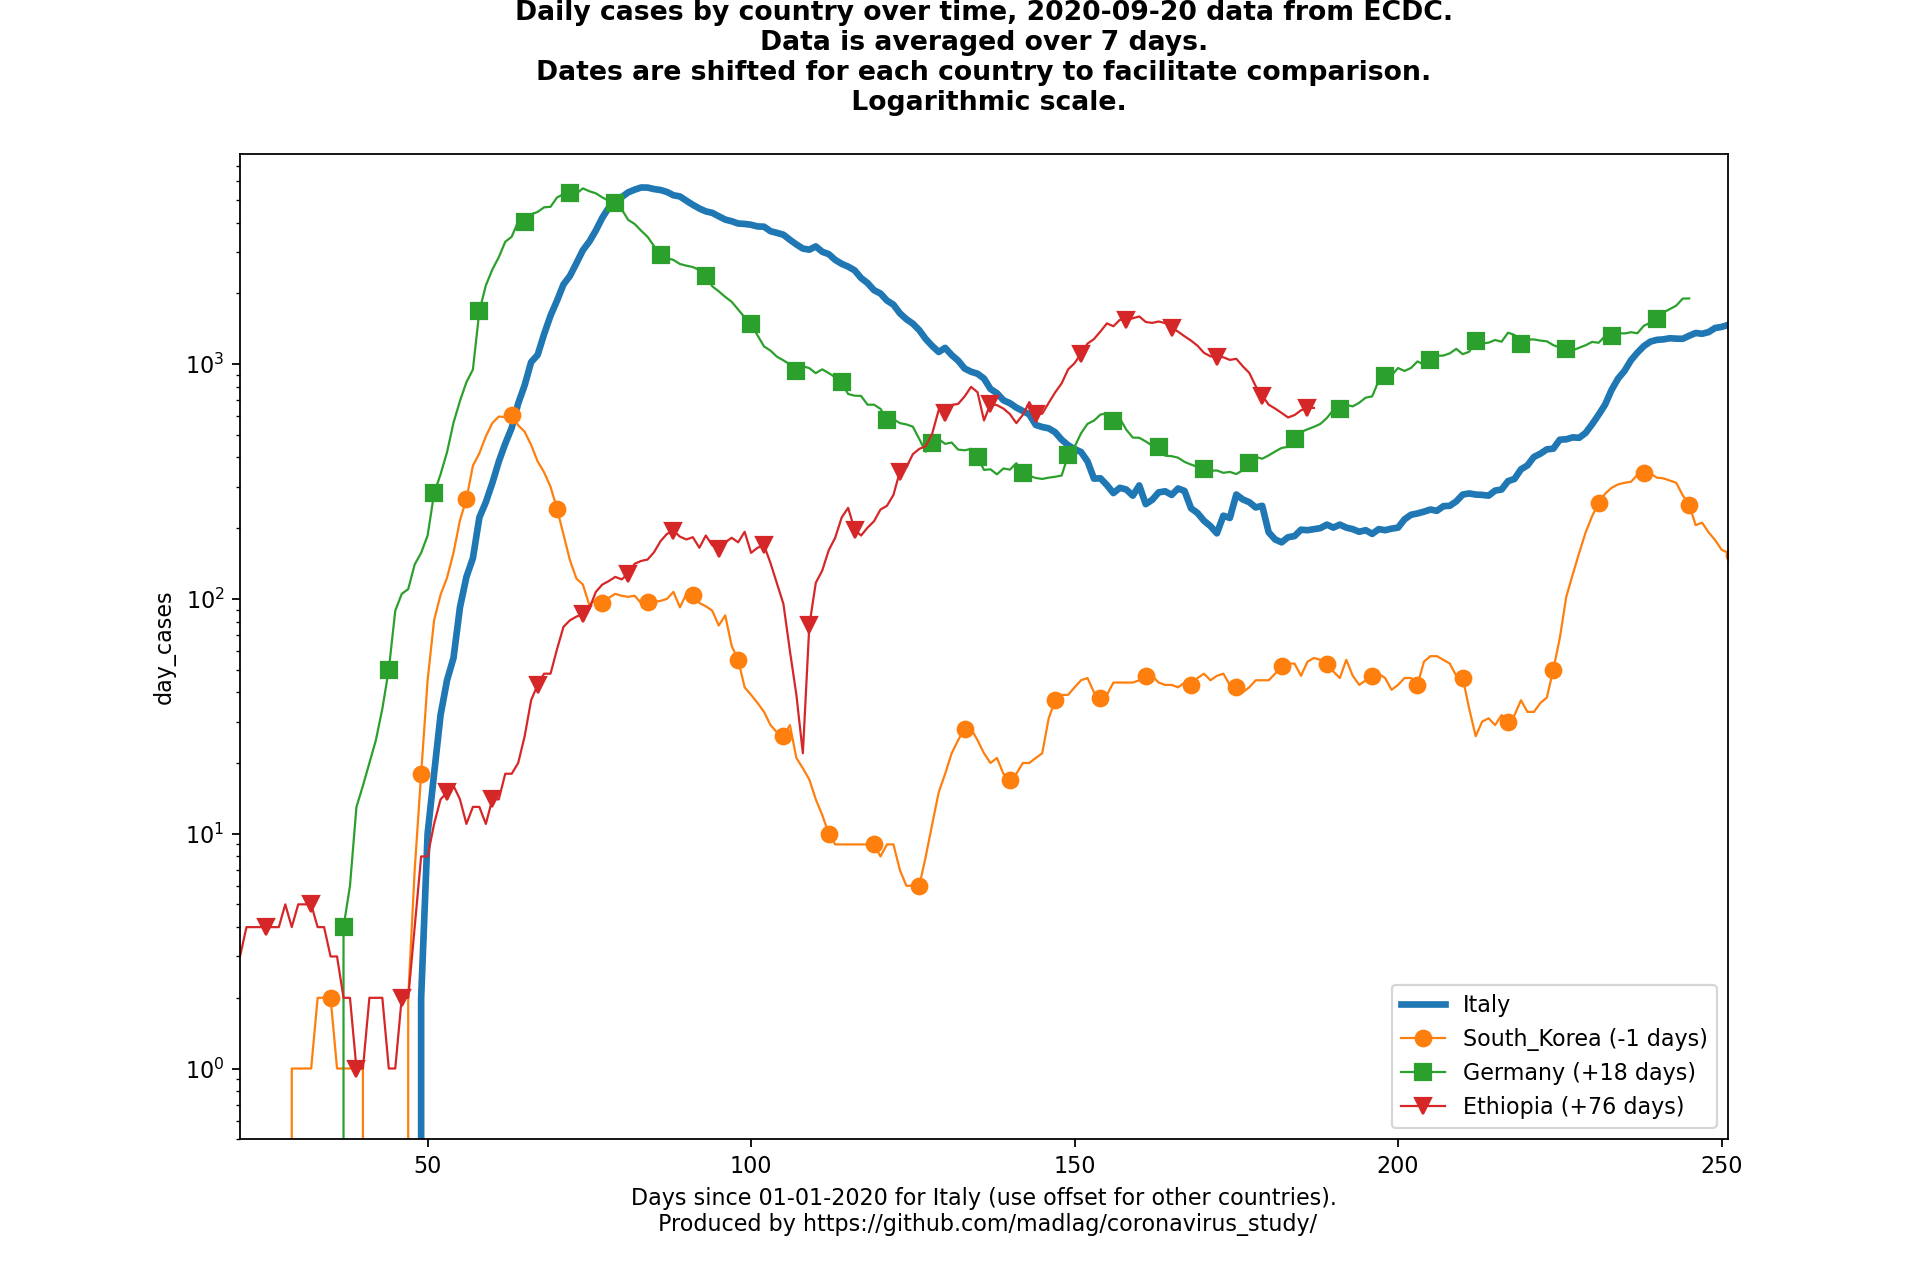 Daily cases by country over time, 2020-09-20 data from ECDC.
Data is averaged over 7 days.
Dates are shifted for each country to facilitate comparison.
Logarithmic scale.
day_cases
10³
10²
10¹
10⁰
50
100
150
200
250
Italy
South_Korea (-1 days)
Germany (+18 days)
Ethiopia (+76 days)
Days since 01-01-2020 for Italy (use offset for other countries).
Produced by https://github.com/madlag/coronavirus_study/